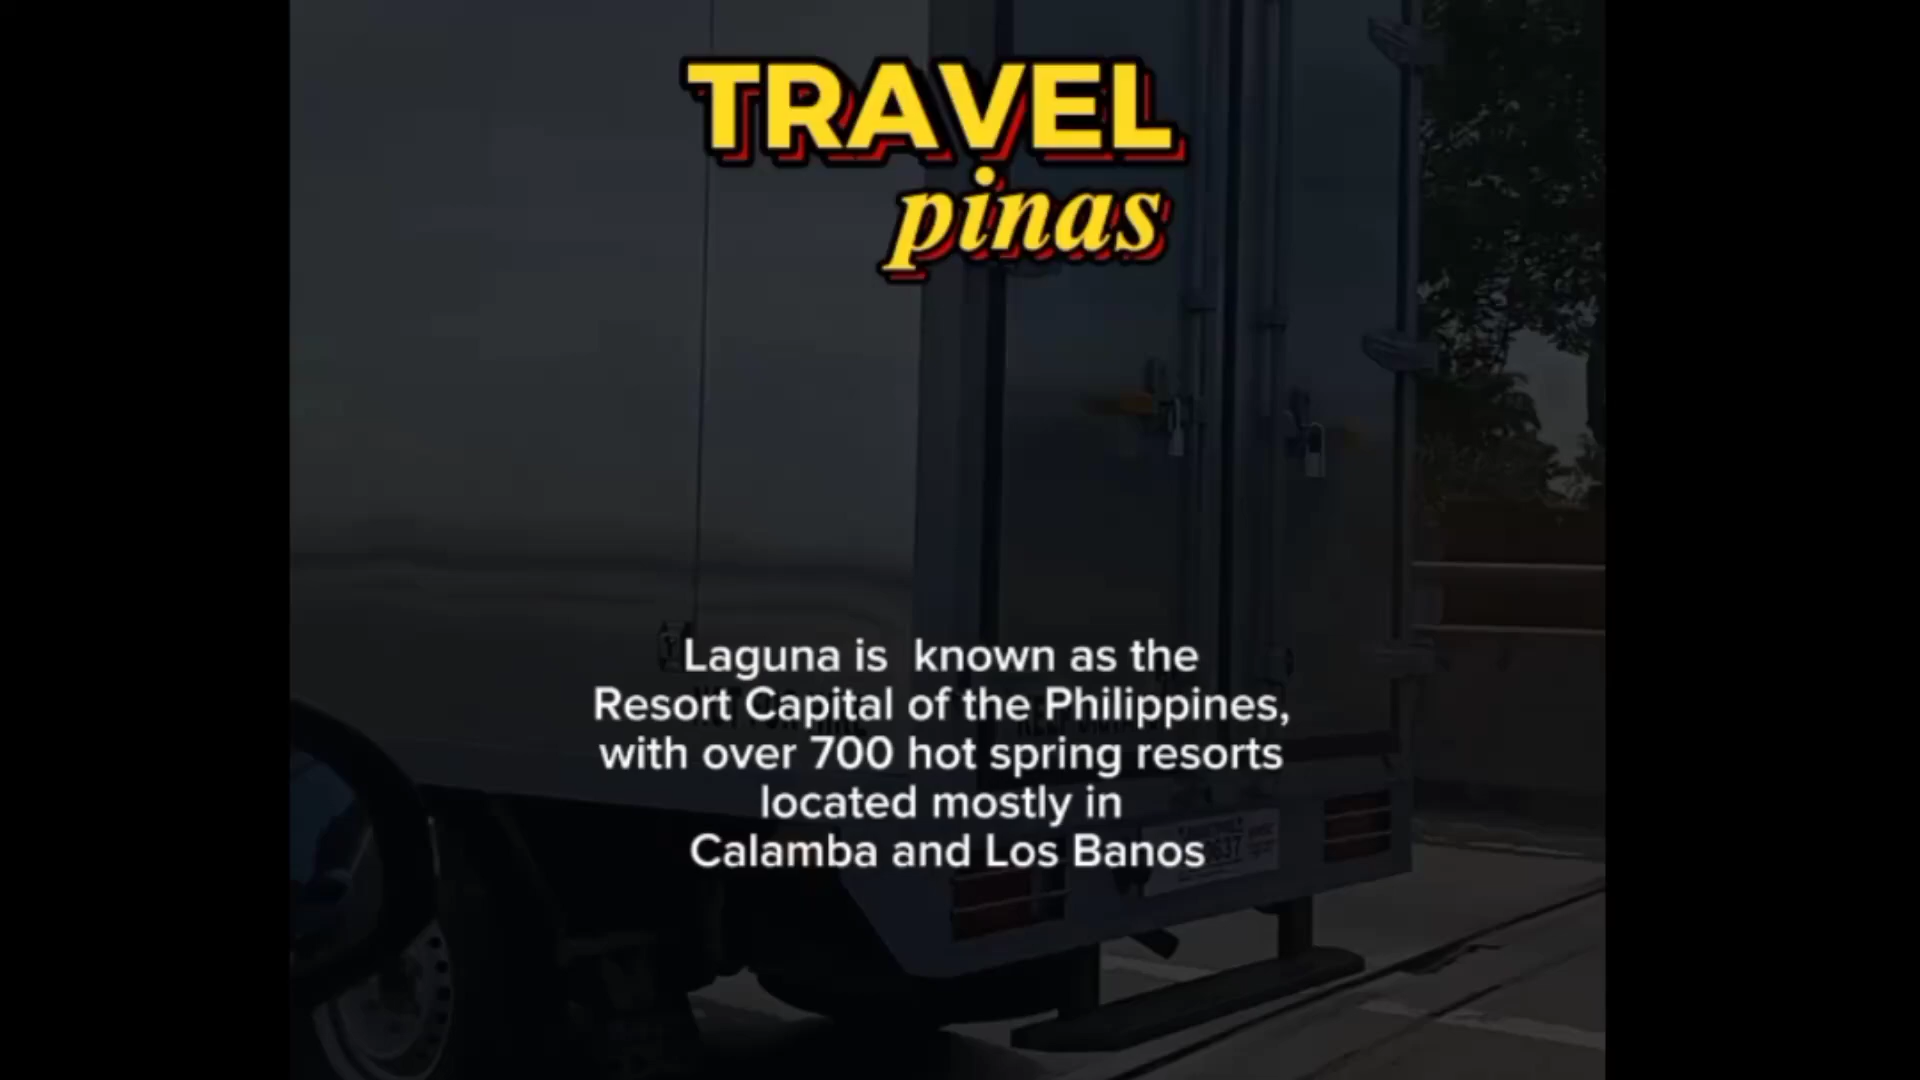 TRAVEL
pinas
Laguna is known as the
Resort Capital of the Philippines,
with over 700 hot spring resorts
located mostly in
Calamba and Los Banos